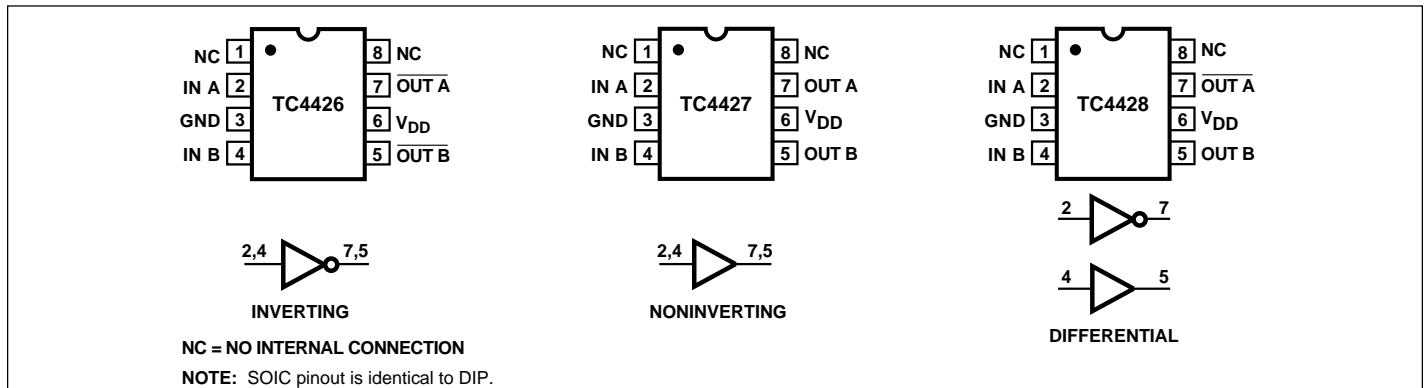 NC 1 8 NC
IN A 2 7 OUT A
TC4426
GND 3 6 VDD
IN B 4 5 OUT B
2,4 7,5
INVERTING
NC 1 8 NC
IN A 2 7 OUT A
TC4427
GND 3 6 VDD
IN B 4 5 OUT B
2,4 7,5
NONINVERTING
NC 1 8 NC
IN A 2 7 OUT A
TC4428
GND 3 6 VDD
IN B 4 5 OUT B
2 7
4 5
DIFFERENTIAL
NC = NO INTERNAL CONNECTION
NOTE: SOIC pinout is identical to DIP.